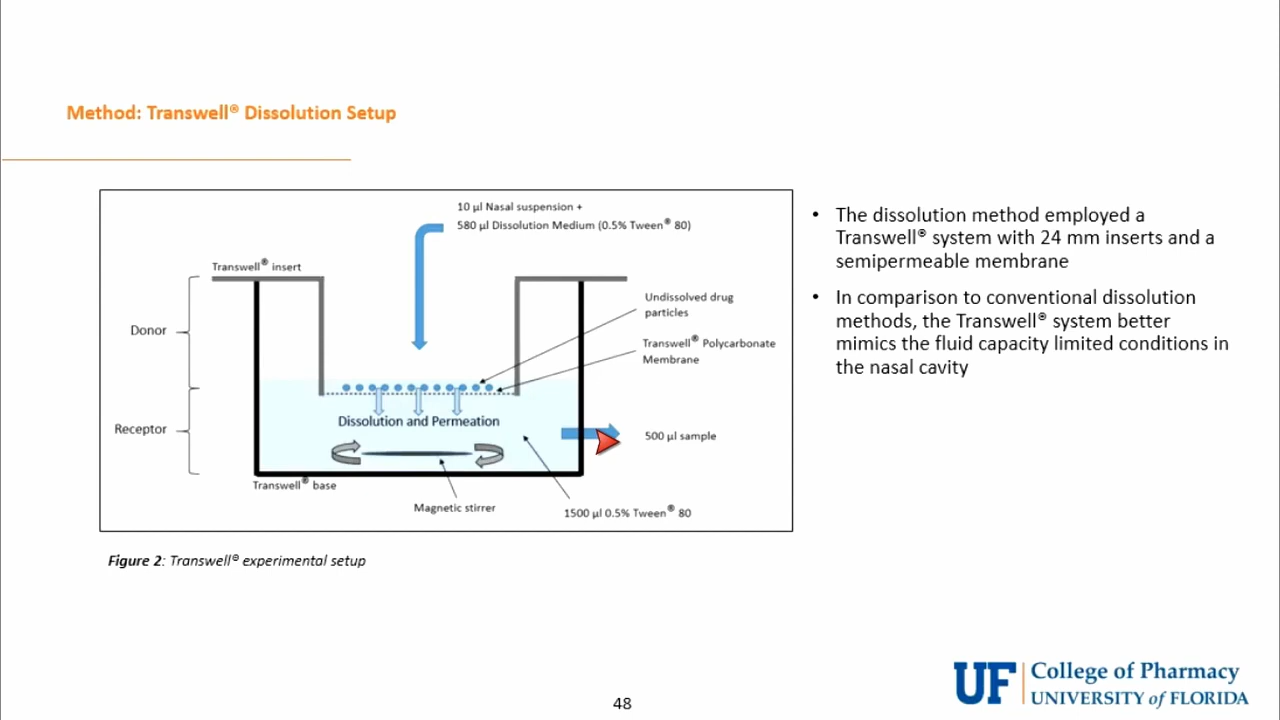 Method: Transwell® Dissolution Setup
10 µl Nasal suspension +
580 µl Dissolution Medium (0.5% Tween® 80)
Transwell® insert
Undissolved drug
particles
Donor
Transwell® Polycarbonate
Membrane
Dissolution and Permeation
Receptor
500 µl sample
Transwell® base
Magnetic stirrer
1500 µl 0.5% Tween® 80
Figure 2: Transwell® experimental setup
• The dissolution method employed a
Transwell® system with 24 mm inserts and a
semipermeable membrane
• In comparison to conventional dissolution
methods, the Transwell® system better
mimics the fluid capacity limited conditions in
the nasal cavity
48
UF College of Pharmacy
UNIVERSITY of FLORIDA